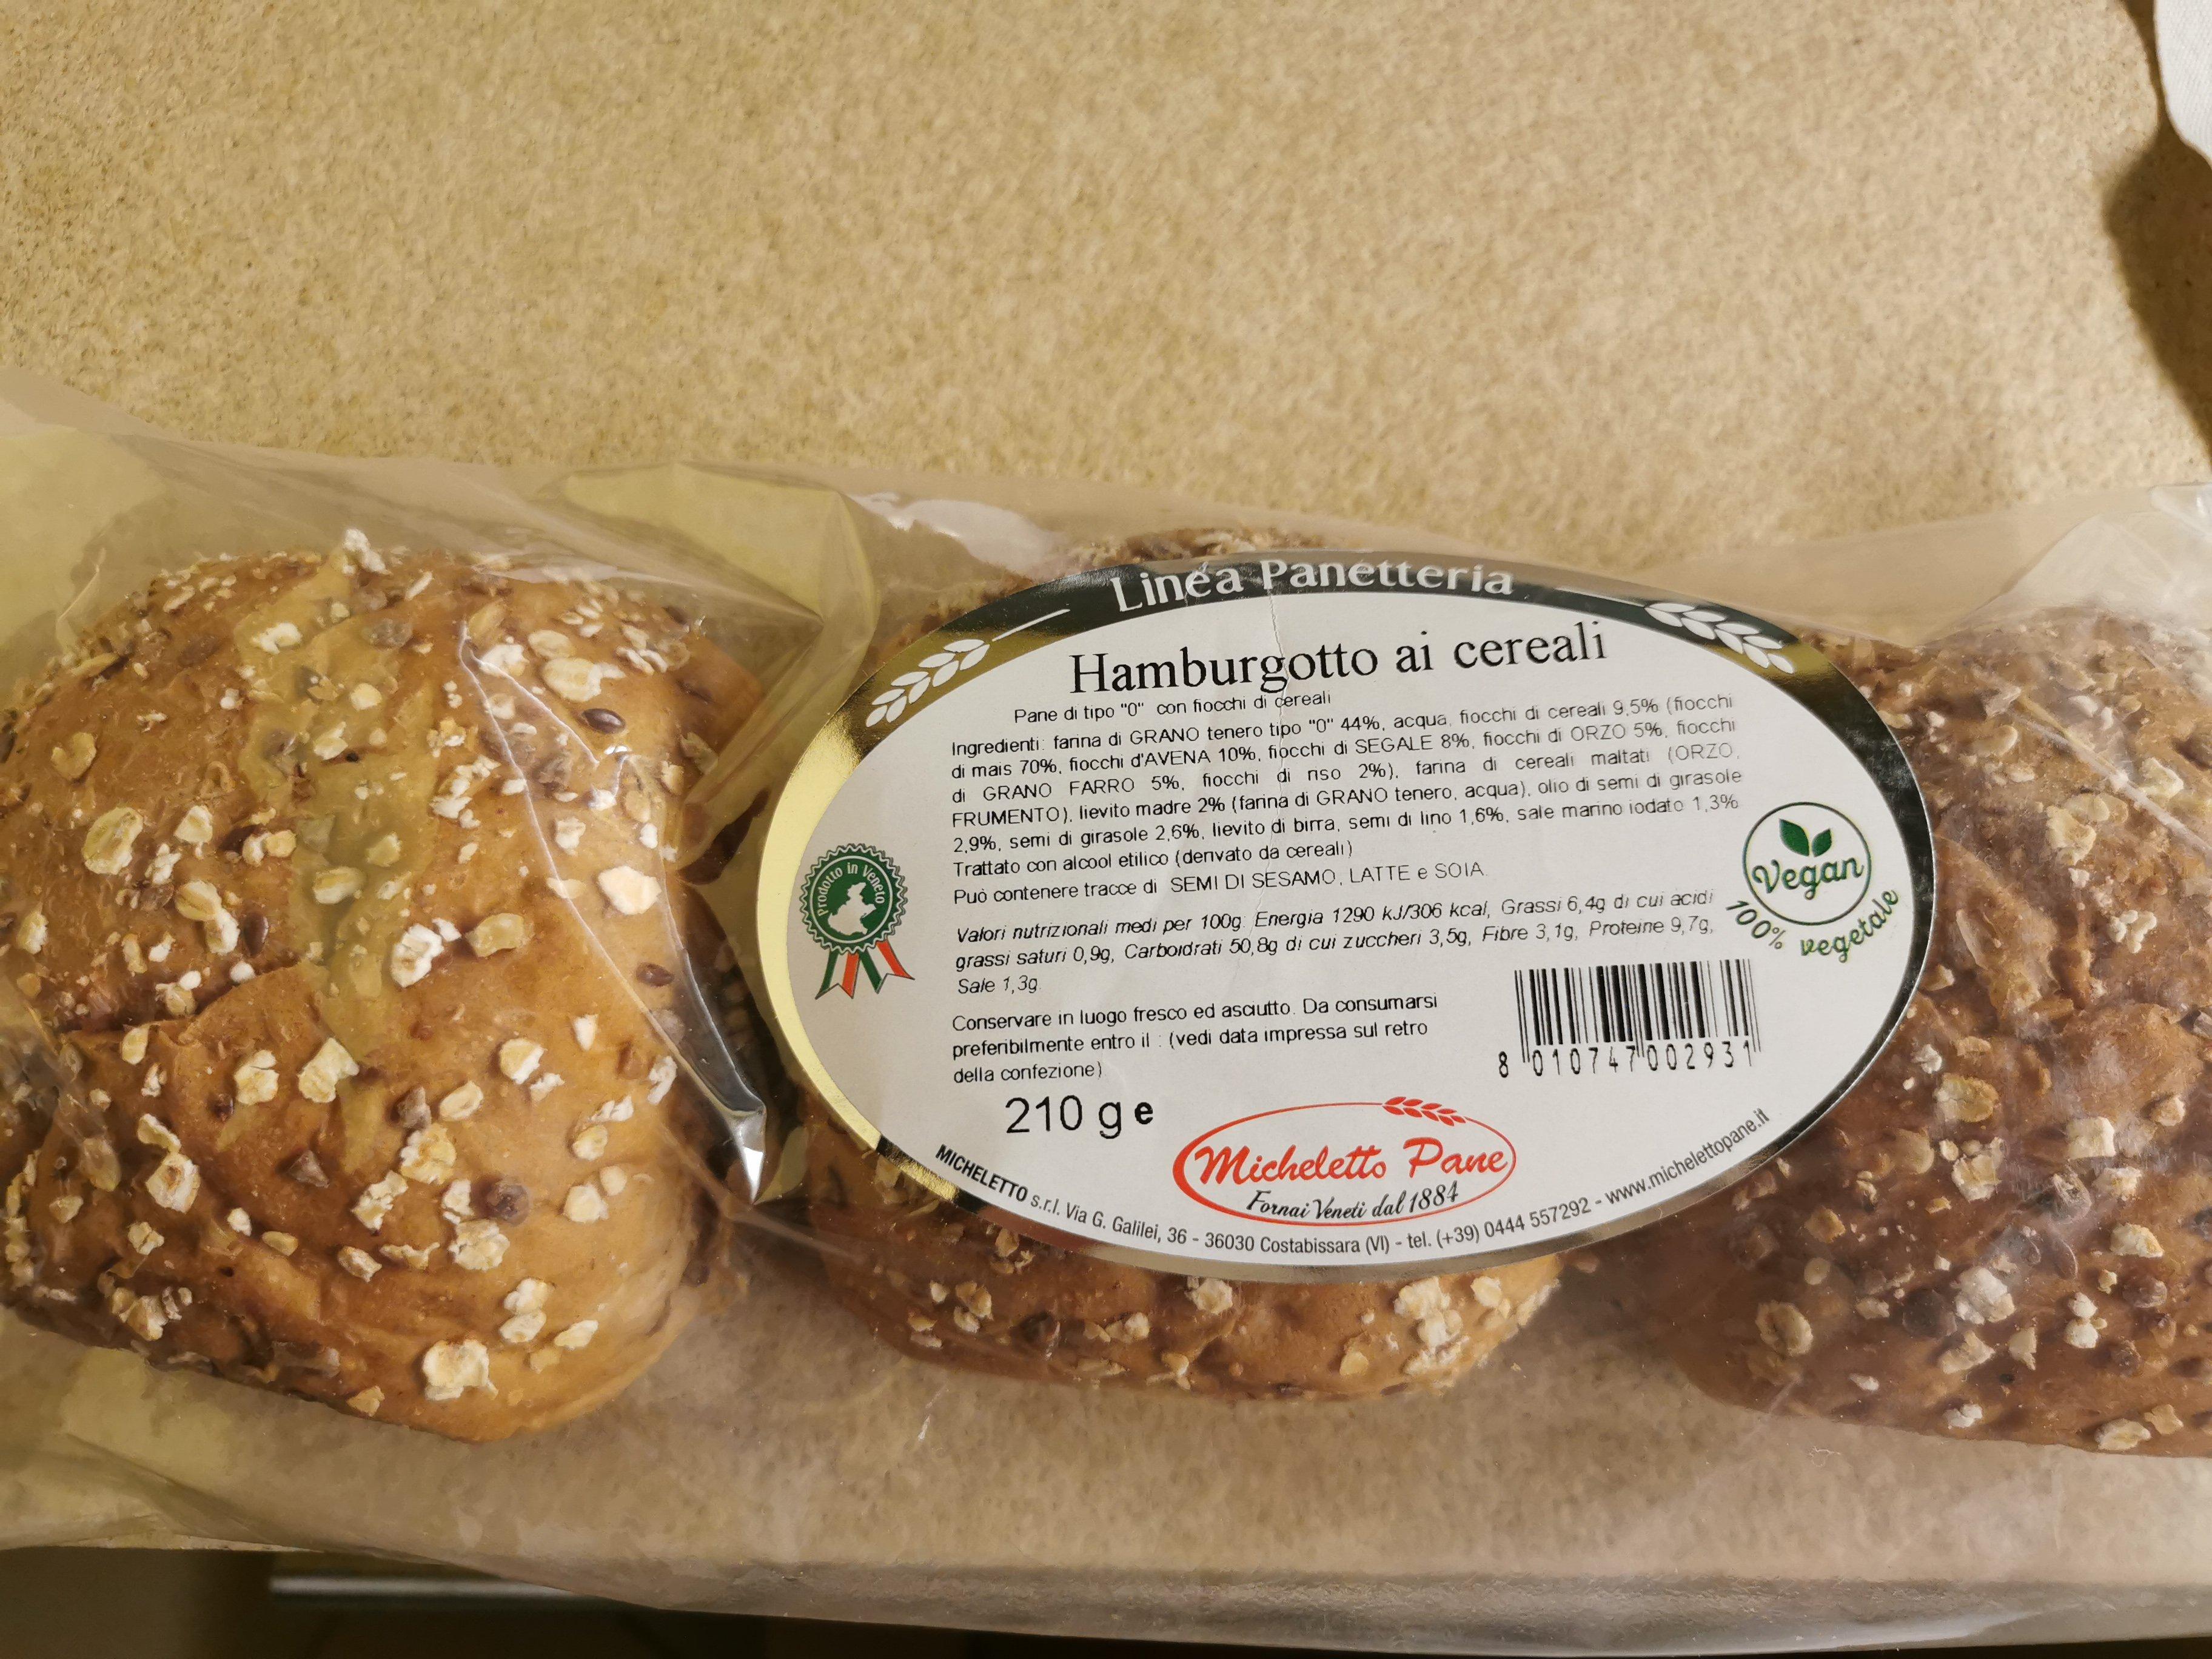 Linea Panetteria
Hamburgotto ai cereali
Pane di tipo "0" con fiocchi di cereali
Ingredienti: farina di GRANO tenero tipo "0" 44%, acqua, fiocchi di cereali 9,5% (fiocchi
di mais 70%, fiocchi d'AVENA 10%, fiocchi di SEGALE 8%, fiocchi di ORZO 5%, fiocchi
di GRANO FARRO 5%, fiocchi di riso 2%), farina di cereali maltati (ORZO,
FRUMENTO), lievito madre 2% (farina di GRANO tenero, acqua), olio di semi di girasole
2,9%, semi di girasole 2,6%, lievito di birra, semi di lino 1,6%, sale marino iodato 1,3%
Trattato con alcool etilico (derivato da cereali)
Può contenere tracce di SEMI DI SESAMO, LATTE e SOIA.
Valori nutrizionali medi per 100g. Energia 1290 kJ/306 kcal, Grassi 6,4g di cui acidi
grassi saturi 0,9g, Carboidrati 50,8g di cui zuccheri 3,5g, Fibre 3,1g, Proteine 9,7g,
Sale 1,3g.
Conservare in luogo fresco ed asciutto. Da consumarsi
preferibilmente entro il : (vedi data impressa sul retro
della confezione)
210 g e
Prodotto in Veneto
Vegan
100% vegetale
8 010747 002931
Micheletto Pane
Fornai Veneti dal 1884
MICHELETTO s.r.l. Via G. Galilei, 36 - 36030 Costabissara (VI) - tel. (+39) 0444 557292 - www.michelettopane.it